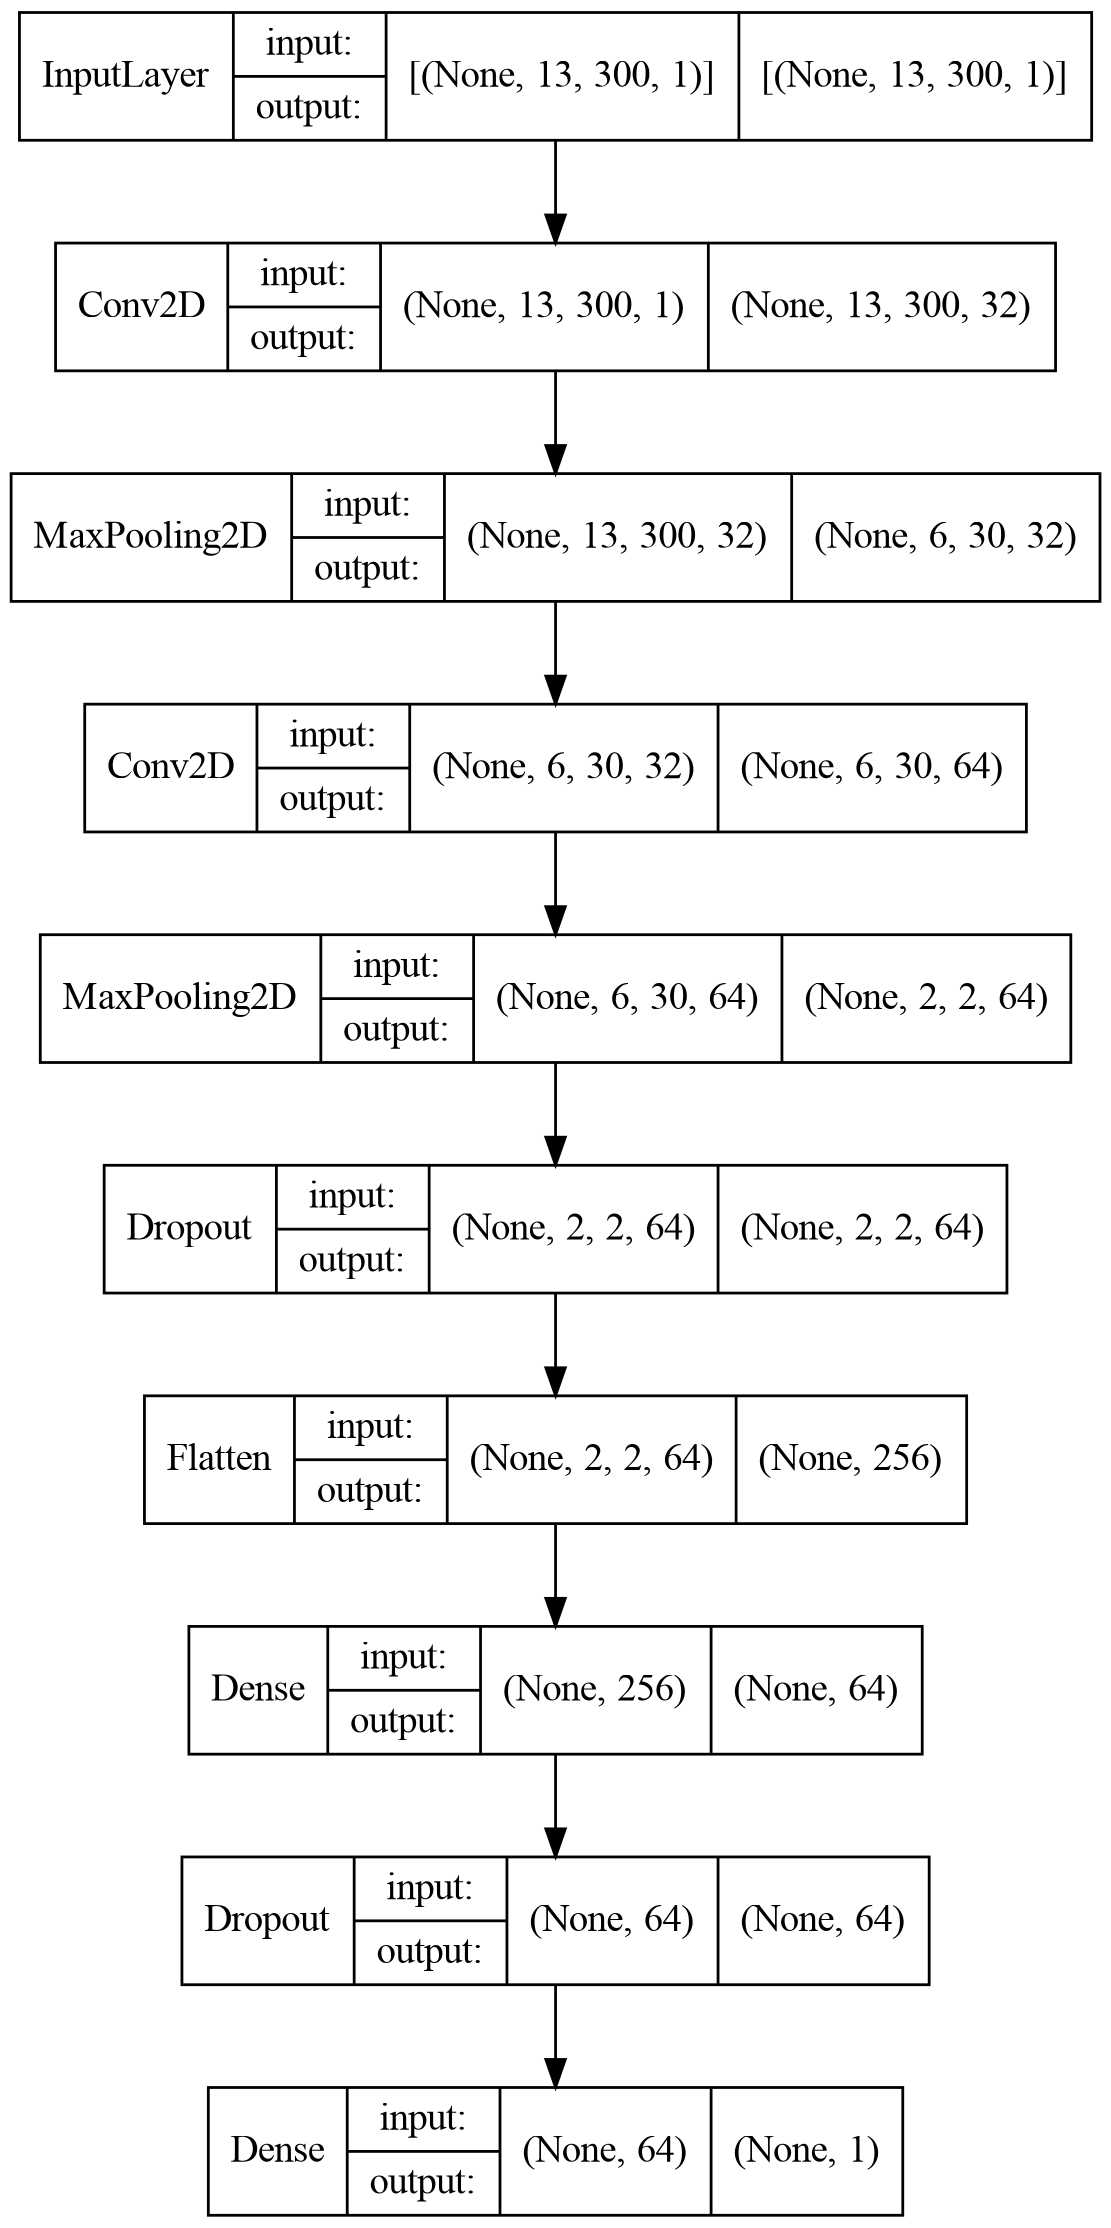 InputLayer input: output: [(None, 13, 300, 1)] [(None, 13, 300, 1)]
Conv2D input: output: (None, 13, 300, 1) (None, 13, 300, 32)
MaxPooling2D input: output: (None, 13, 300, 32) (None, 6, 30, 32)
Conv2D input: output: (None, 6, 30, 32) (None, 6, 30, 64)
MaxPooling2D input: output: (None, 6, 30, 64) (None, 2, 2, 64)
Dropout input: output: (None, 2, 2, 64) (None, 2, 2, 64)
Flatten input: output: (None, 2, 2, 64) (None, 256)
Dense input: output: (None, 256) (None, 64)
Dropout input: output: (None, 64) (None, 64)
Dense input: output: (None, 64) (None, 1)